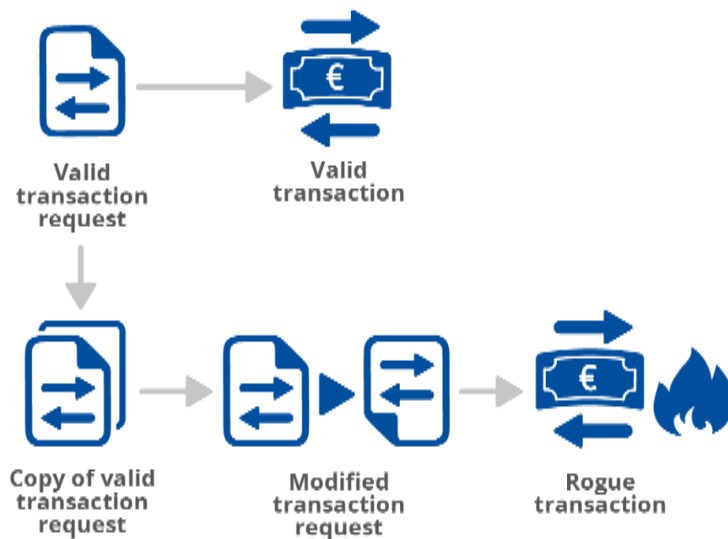 €
Valid
transaction
request
Valid
transaction
€
Copy of valid
transaction
request
Modified
transaction
request
Rogue
transaction